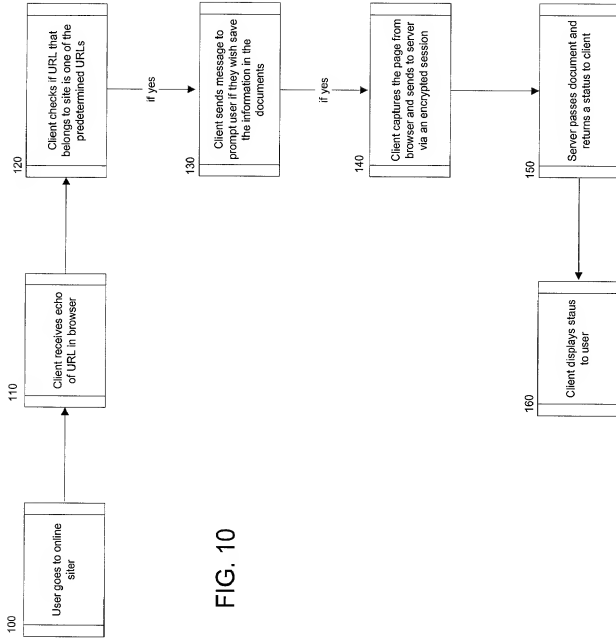 100
User goes to online
siter
110
Client receives echo
of URL in browser
120
Client checks if URL that
belongs to site is one of the
predetermined URLs
if yes
130
Client sends message to
prompt user if they wish save
the information in the
documents
if yes
140
Client captures the page from
browser and sends to server
via an encrypted session
150
Server passes document and
returns a status to client
160
Client displays staus
to user
FIG. 10